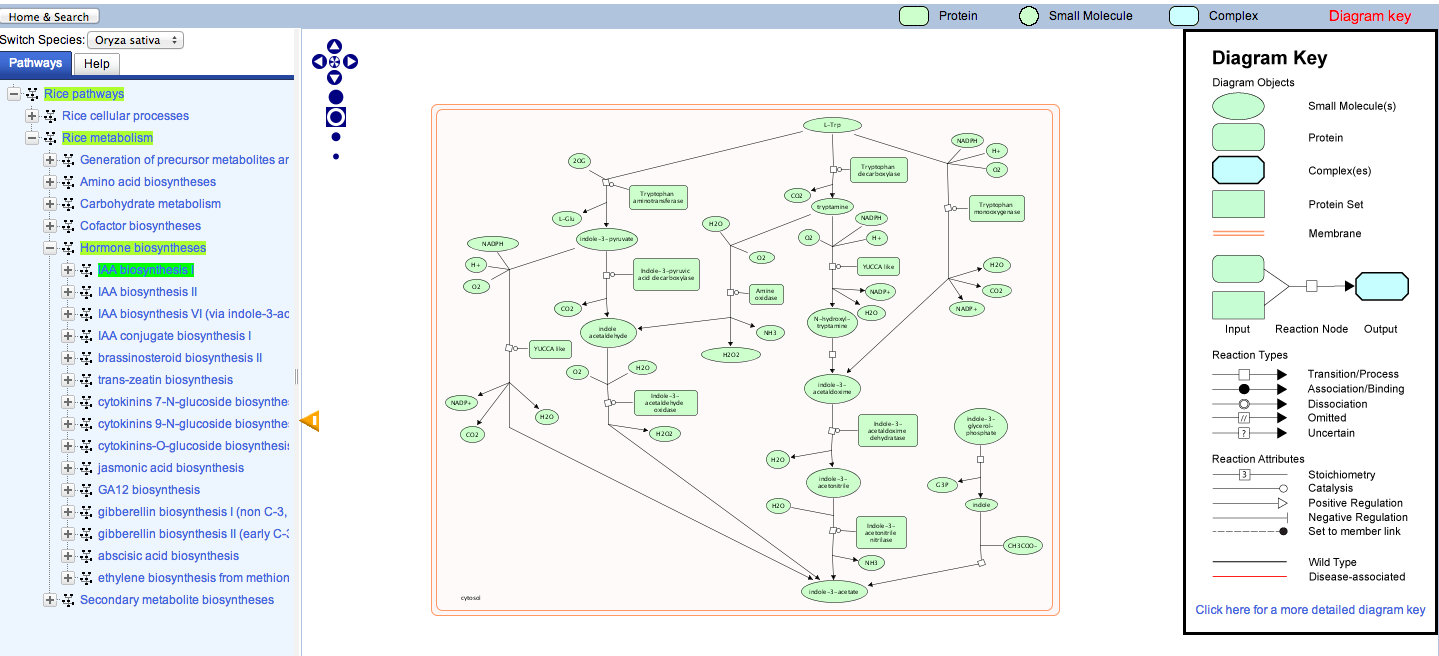 Home & Search
Protein
Small Molecule
Complex
Diagram key
Switch Species: Oryza sativa
Pathways
Help
Rice pathways
Rice cellular processes
Rice metabolism
Generation of precursor metabolites ar
Amino acid biosyntheses
Carbohydrate metabolism
Cofactor biosyntheses
Hormone biosyntheses
IAA biosynthesis I
IAA biosynthesis II
IAA biosynthesis VI (via indole-3-ac
IAA conjugate biosynthesis I
brassinosteroid biosynthesis II
trans-zeatin biosynthesis
cytokinins 7-N-glucoside biosynthe
cytokinins 9-N-glucoside biosynthe
cytokinins-O-glucoside biosynthesis
jasmonic acid biosynthesis
GA12 biosynthesis
gibberellin biosynthesis I (non C-3,
gibberellin biosynthesis II (early C-3
abscisic acid biosynthesis
ethylene biosynthesis from methion
Secondary metabolite biosyntheses
L-Trp
NADPH
H+
O2
2OG
Tryptophan
aminotransferase
L-Glu
Tryptophan
decarboxylase
CO2
tryptamine
Tryptophan
monooxygenase
indole-3-pyruvate
H2O
O2
NADPH
H+
O2
NADPH
H+
O2
Indole-3-pyruvic
acid decarboxylase
CO2
Amine
oxidase
YUCCA like
NADP+
H2O
H2O
CO2
NADP+
indole
acetaldehyde
NH3
H2O2
N-hydroxyl-
tryptamine
YUCCA like
O2
H2O
Indole-3-
acetaldehyde
oxidase
H2O2
NADP+
H2O
CO2
indole-3-
acetaldoxime
Indole-3-
acetaldoxime
dehydratase
H2O
indole-3-
glycerol-
phosphate
indole-3-
acetonitrile
G3P
indole
H2O
Indole-3-
acetonitrile
nitrilase
NH3
CH3COO-
indole-3-acetate
cytosol
Diagram Key
Diagram Objects
Small Molecule(s)
Protein
Complex(es)
Protein Set
Membrane
Input
Reaction Node
Output
Reaction Types
Transition/Process
Association/Binding
Dissociation
// Omitted
? Uncertain
Reaction Attributes
3 Stoichiometry
Catalysis
Positive Regulation
Negative Regulation
Set to member link
Wild Type
Disease-associated
Click here for a more detailed diagram key